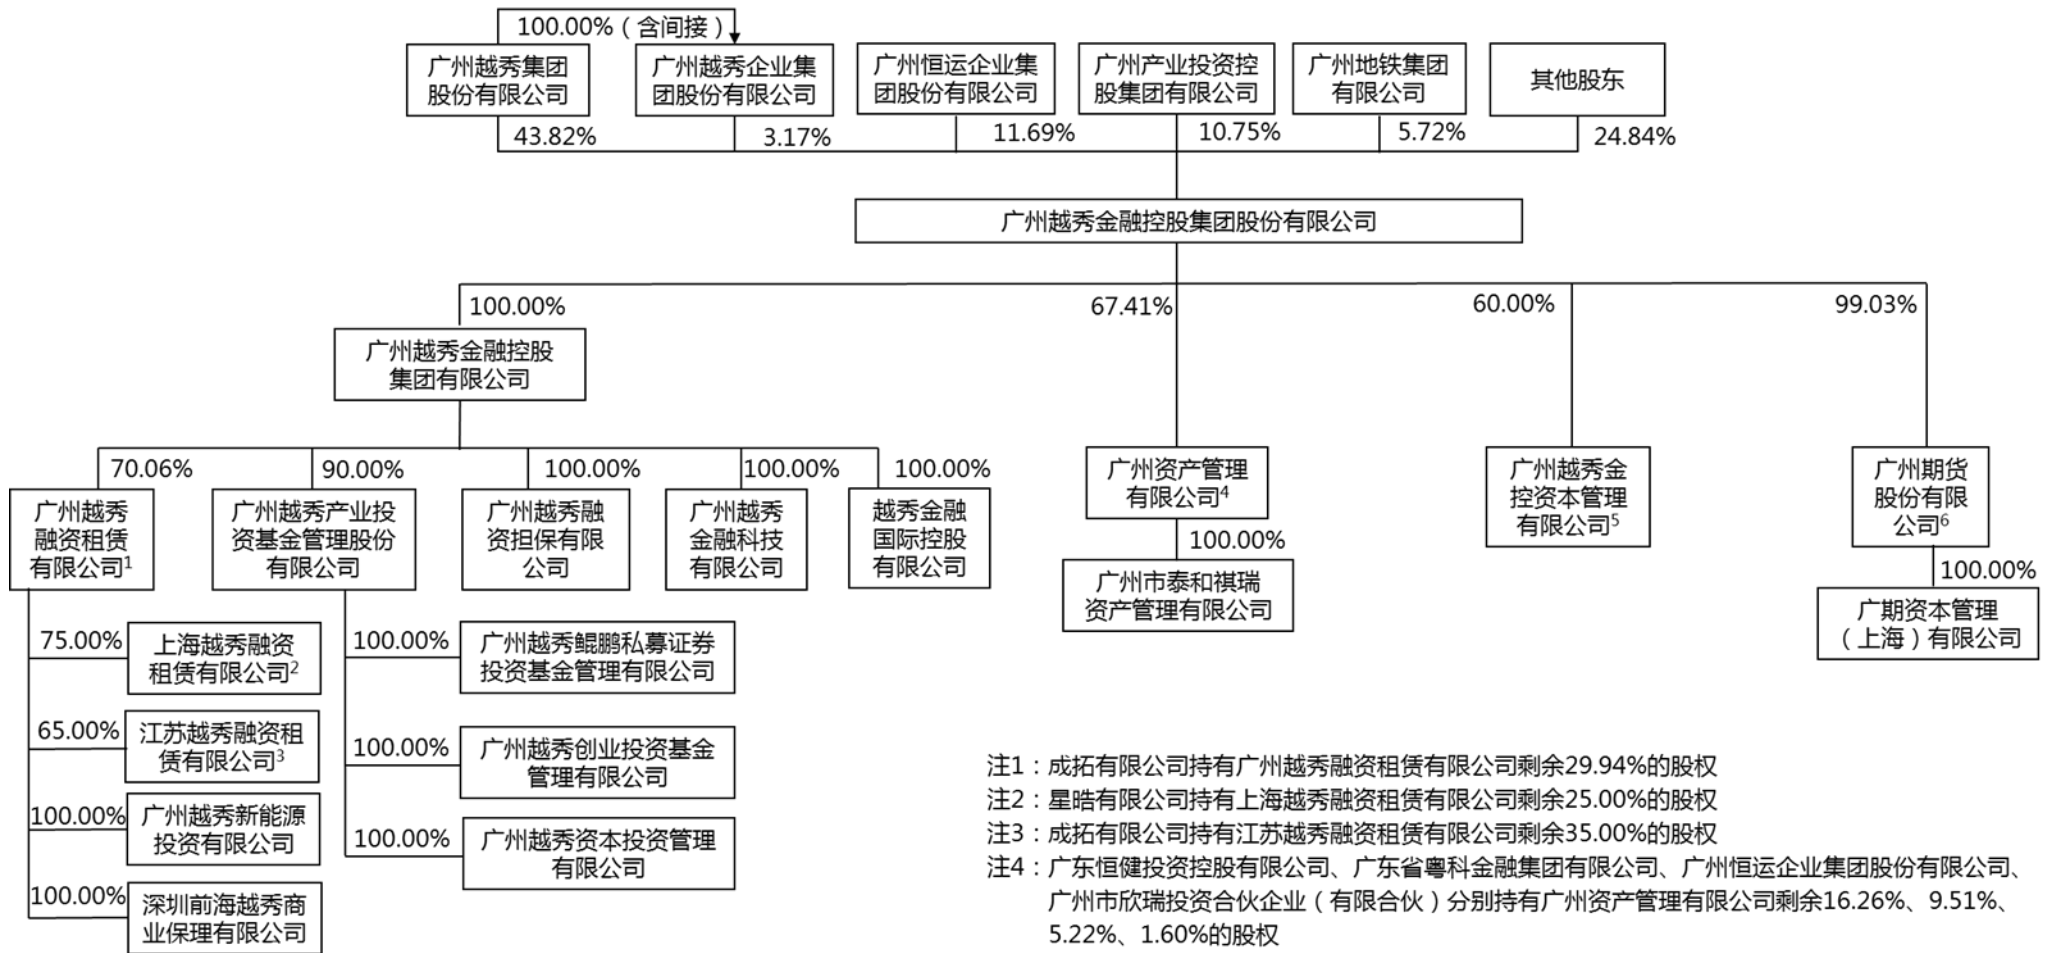 100.00%（含间接）
广州越秀集团
股份有限公司
广州越秀企业集
团股份有限公司
广州恒运企业集
团股份有限公司
广州产业投资控
股集团有限公司
广州地铁集团
有限公司
其他股东
43.82%
3.17%
11.69%
10.75%
5.72%
24.84%
广州越秀金融控股集团股份有限公司
100.00%
67.41%
60.00%
99.03%
广州越秀金融控股
集团有限公司
70.06%
90.00%
100.00%
100.00%
100.00%
广州越秀
融资租赁
有限公司1
广州越秀产业投
资基金管理股份
有限公司
广州越秀融
资担保有限
公司
广州越秀
金融科技
有限公司
越秀金融
国际控股
有限公司
广州资产管理
有限公司4
100.00%
广州市泰和祺瑞
资产管理有限公司
广州越秀金
控资本管理
有限公司5
广州期货
股份有限
公司6
100.00%
广期资本管理
（上海）有限公司
75.00%
上海越秀融资
租赁有限公司2
65.00%
江苏越秀融资租
赁有限公司3
100.00%
广州越秀新能源
投资有限公司
100.00%
深圳前海越秀商
业保理有限公司
100.00%
广州越秀鲲鹏私募证券
投资基金管理有限公司
100.00%
广州越秀创业投资基金
管理有限公司
100.00%
广州越秀资本投资管理
有限公司
注1：成拓有限公司持有广州越秀融资租赁有限公司剩余29.94%的股权
注2：星皓有限公司持有上海越秀融资租赁有限公司剩余25.00%的股权
注3：成拓有限公司持有江苏越秀融资租赁有限公司剩余35.00%的股权
注4：广东恒健投资控股有限公司、广东省粤科金融集团有限公司、广州恒运企业集团股份有限公司、
广州市欣瑞投资合伙企业（有限合伙）分别持有广州资产管理有限公司剩余16.26%、9.51%、
5.22%、1.60%的股权